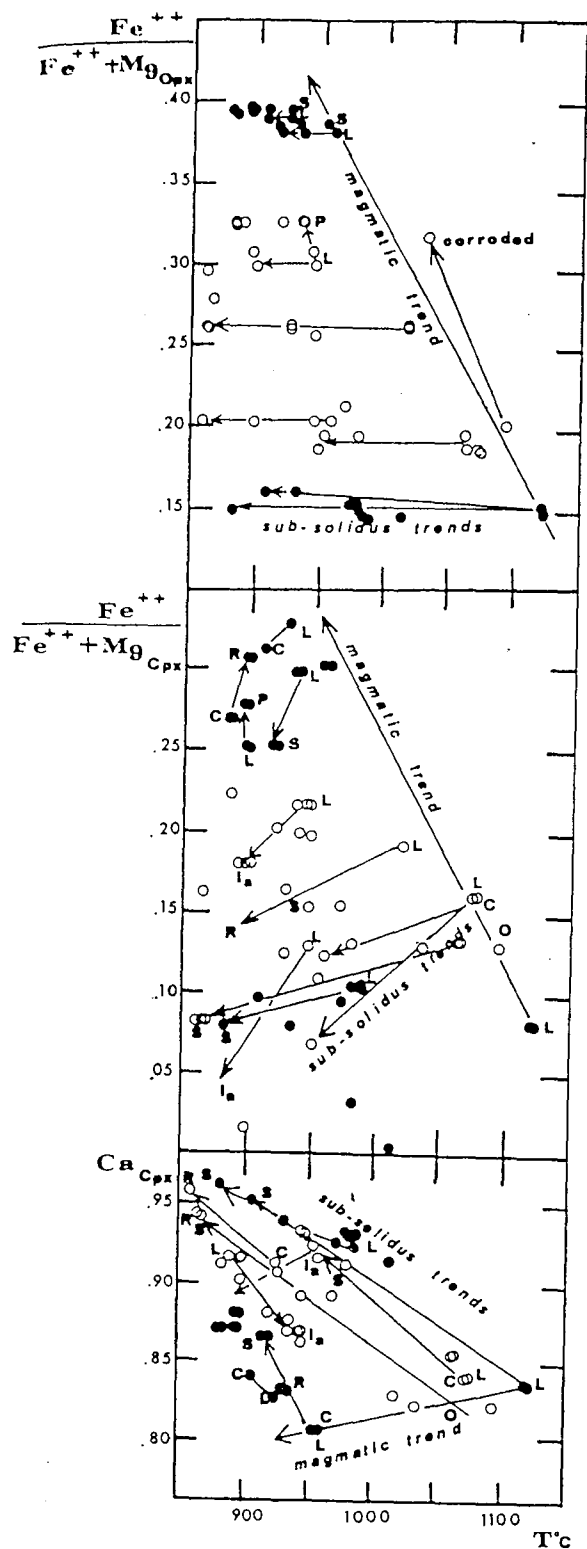 Fe++
Fe+++Mg Opx
.40
.35
.30
.25
.20
.15
S
S
L
P
L
magmatic trend
corroded
sub-solidus trends
Fe++
Fe+++Mg Cpx
.25
.20
.15
.10
.05
L
R
C
L
C
P
L
S
magmatic trend
L
Ia
L
L
C
S
R
L
O
L
S
S
Ia
sub-solidus trends
Ca Cpx
.95
.90
.85
.80
R
S
S
R
S
L
C
Ia
S
L
sub-solidus trends
Ia
S
C
R
L
C
L
C
L
O
L
magmatic trend
900
1000
1100
T°C